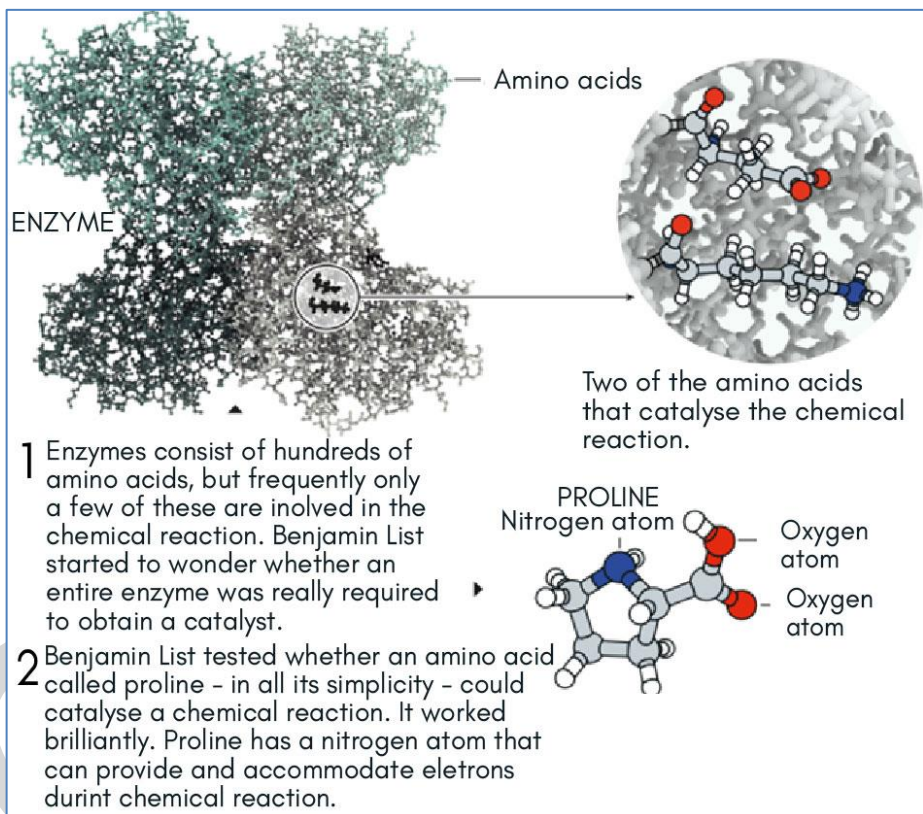 Amino acids
ENZYME
Two of the amino acids
that catalyse the chemical
reaction.
1 Enzymes consist of hundreds of
amino acids, but frequently only
a few of these are inolved in the
chemical reaction. Benjamin List
started to wonder whether an
entire enzyme was really required
to obtain a catalyst.
PROLINE
Nitrogen atom
Oxygen
atom
Oxygen
atom
2 Benjamin List tested whether an amino acid
called proline - in all its simplicity - could
catalyse a chemical reaction. It worked
brilliantly. Proline has a nitrogen atom that
can provide and accommodate eletrons
durint chemical reaction.